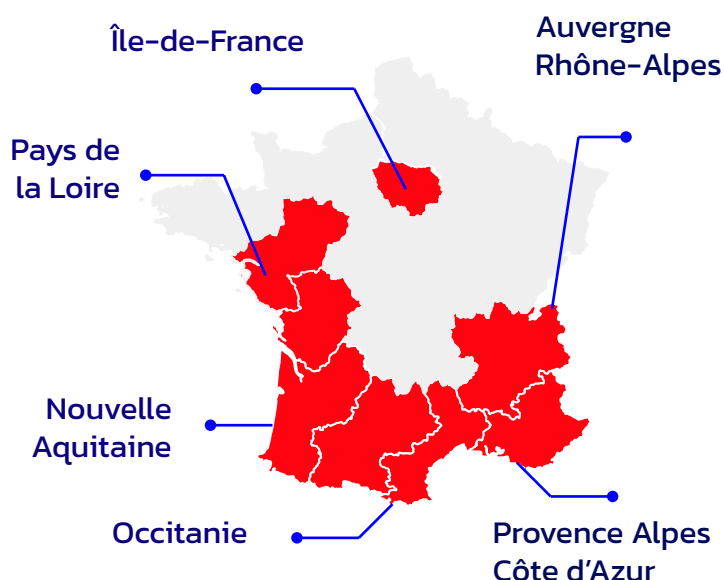 Île-de-France
Auvergne
Rhône-Alpes
Pays de
la Loire
Nouvelle
Aquitaine
Occitanie
Provence Alpes
Côte d'Azur